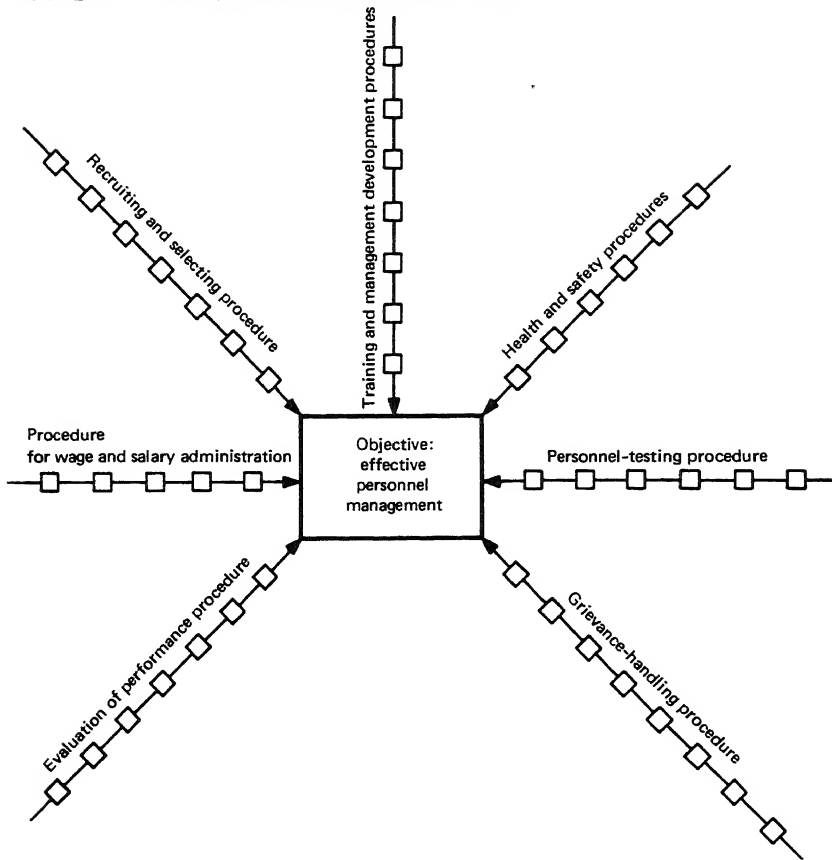 Training and management development procedures
Recruiting and selecting procedure
Health and safety procedures
Procedure
for wage and salary administration
Objective:
effective
personnel
management
Personnel-testing procedure
Evaluation of performance procedure
Grievance-handling procedure